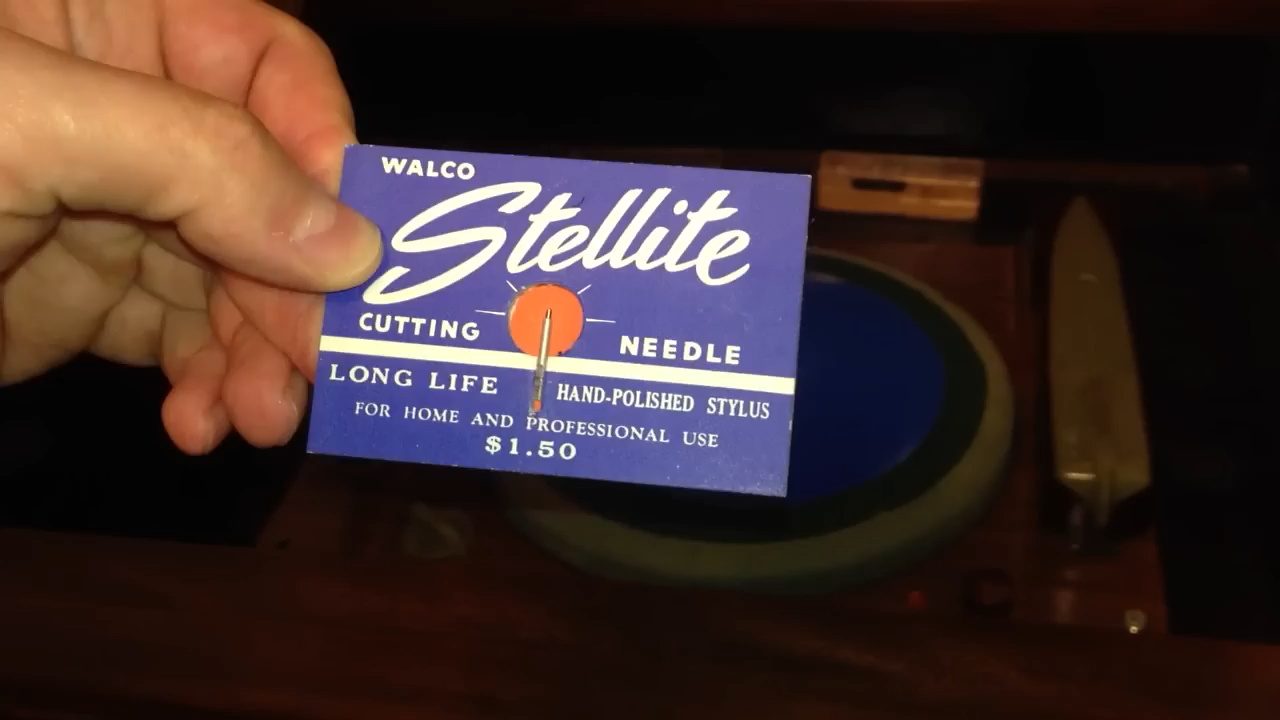 WALCO
Stellite
CUTTING NEEDLE
LONG LIFE HAND-POLISHED STYLUS
FOR HOME AND PROFESSIONAL USE
$1.50